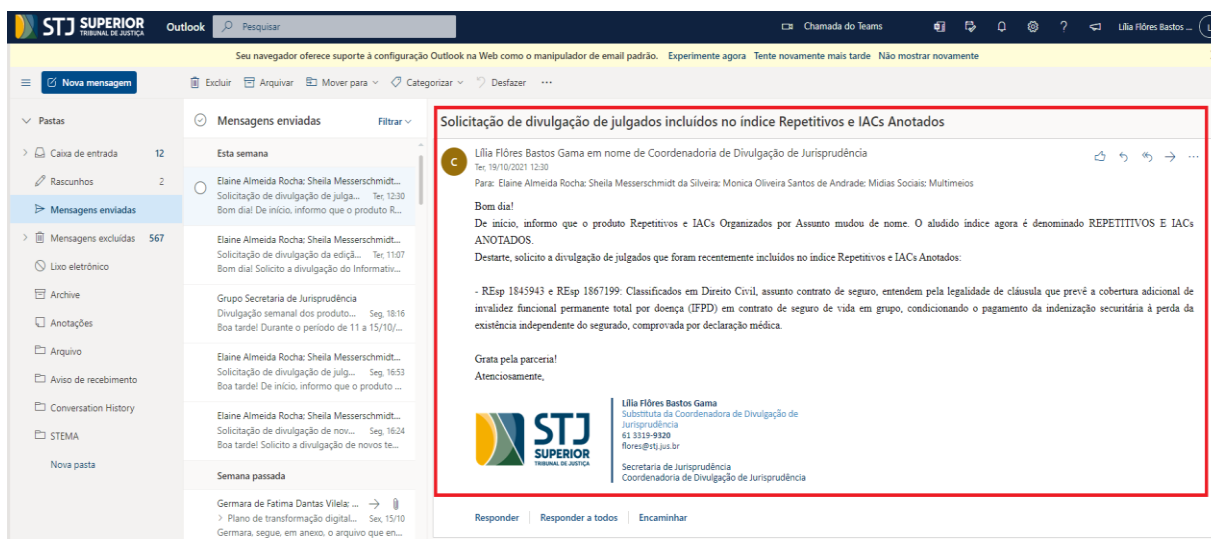 STJ SUPERIOR
TRIBUNAL DE JUSTIÇA
Outlook
Pesquisar
Chamada do Teams
Lília Flôres Bastos ...
Seu navegador oferece suporte à configuração Outlook na Web como o manipulador de email padrão. Experimente agora Tente novamente mais tarde Não mostrar novamente
Nova mensagem
Excluir Arquivar Mover para Categorizar Desfazer ...
Pastas
Caixa de entrada 12
Rascunhos 2
Mensagens enviadas
Mensagens excluídas 567
Lixo eletrônico
Archive
Anotações
Arquivo
Aviso de recebimento
Conversation History
STEMA
Nova pasta
Mensagens enviadas Filtrar
Esta semana
Elaine Almeida Rocha; Sheila Messerschmidt...
Solicitação de divulgação de julga... Ter, 12:30
Bom dia! De início, informo que o produto R...
Elaine Almeida Rocha; Sheila Messerschmidt...
Solicitação de divulgação da ediçã... Ter, 11:07
Bom dia! Solicito a divulgação do Informativ...
Grupo Secretaria de Jurisprudência
Divulgação semanal dos produto... Seg, 18:16
Boa tarde! Durante o período de 11 a 15/10/...
Elaine Almeida Rocha; Sheila Messerschmidt...
Solicitação de divulgação de julg... Seg, 16:53
Boa tarde! De início, informo que o produto ...
Elaine Almeida Rocha; Sheila Messerschmidt...
Solicitação de divulgação de nov... Seg, 16:24
Boa tarde! Solicito a divulgação de novos te...
Semana passada
Germara de Fatima Dantas Vilela; ...
> Plano de transformação digital... Sex, 15/10
Germara, segue, em anexo, o arquivo que en...
Solicitação de divulgação de julgados incluídos no índice Repetitivos e IACs Anotados
C
Lília Flôres Bastos Gama em nome de Coordenadoria de Divulgação de Jurisprudência
Ter, 19/10/2021 12:30
Para: Elaine Almeida Rocha; Sheila Messerschmidt da Silveira; Monica Oliveira Santos de Andrade; Midias Sociais; Multimeios
Bom dia!
De início, informo que o produto Repetitivos e IACs Organizados por Assunto mudou de nome. O aludido índice agora é denominado REPETITIVOS E IACs
ANOTADOS.
Destarte, solicito a divulgação de julgados que foram recentemente incluídos no índice Repetitivos e IACs Anotados:
- REsp 1845943 e REsp 1867199: Classificados em Direito Civil, assunto contrato de seguro, entendem pela legalidade de cláusula que prevê a cobertura adicional de
invalidez funcional permanente total por doença (IFPD) em contrato de seguro de vida em grupo, condicionando o pagamento da indenização securitária à perda da
existência independente do segurado, comprovada por declaração médica.
Grata pela parceria!
Atenciosamente,
STJ
SUPERIOR
TRIBUNAL DE JUSTIÇA
Lília Flôres Bastos Gama
Substituta da Coordenadora de Divulgação de
Jurisprudência
61 3319-9320
flores@stj.jus.br
Secretaria de Jurisprudência
Coordenadoria de Divulgação de Jurisprudência
Responder Responder a todos Encaminhar